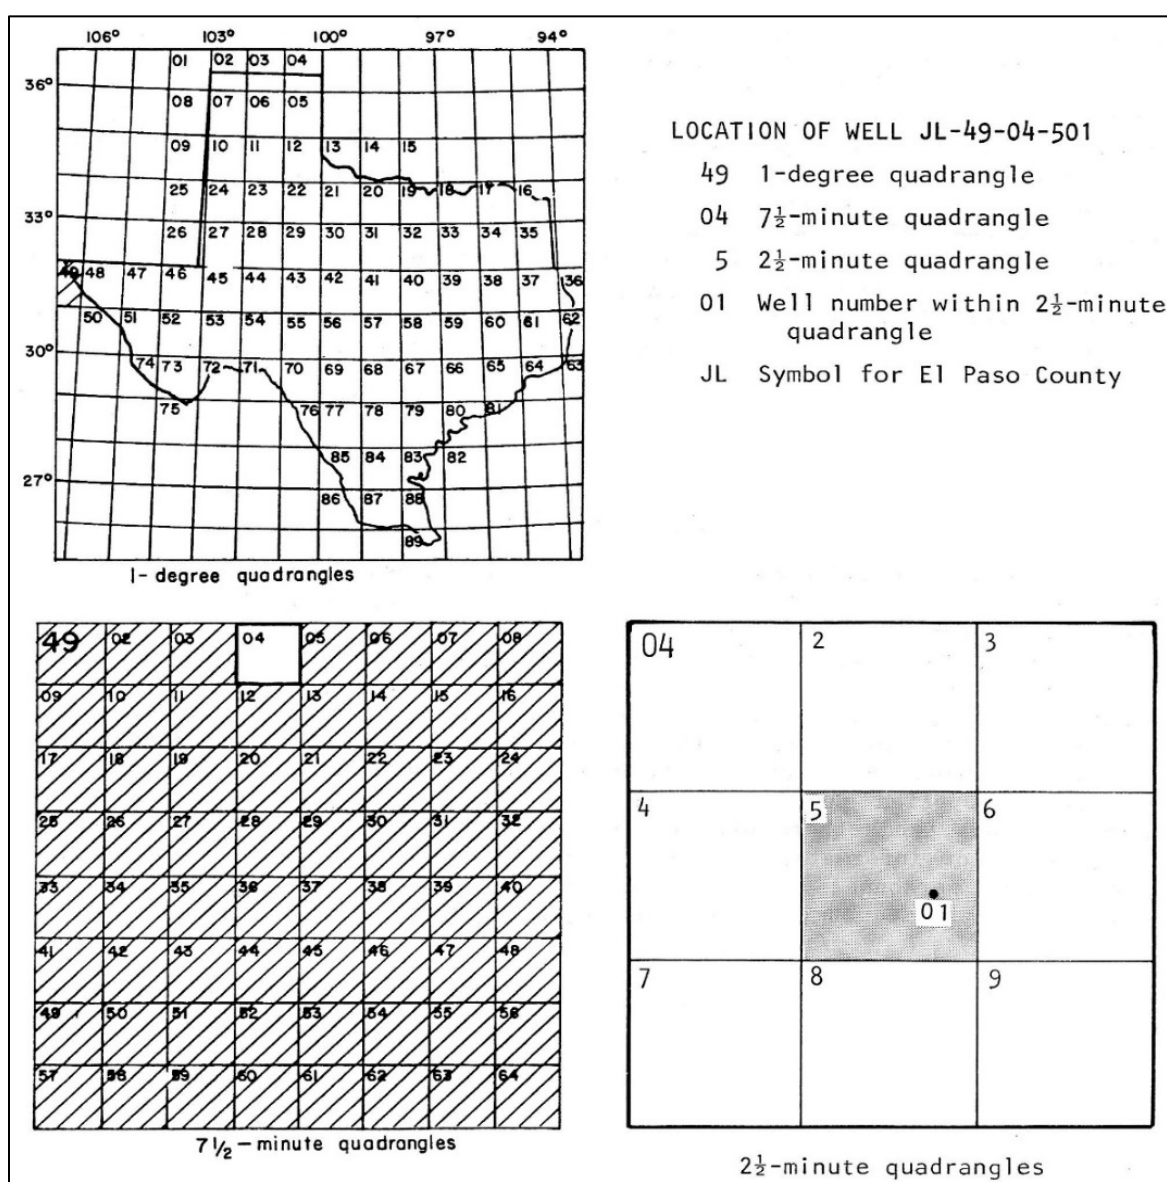 106° 103° 100° 97° 94°
01 02 03 04
36°
08 07 06 05
09 10 11 12 13 14 15
25 24 23 22 21 20 19 18 17 16
33°
26 27 28 29 30 31 32 33 34 35
49 48 47 46 45 44 43 42 41 40 39 38 37 36
50 51 52 53 54 55 56 57 58 59 60 61 62
30°
74 73 72 71 70 69 68 67 66 65 64 63
75 76 77 78 79 80 81
85 84 83 82
27°
86 87 88
89
1- degree quadrangles
LOCATION OF WELL JL-49-04-501
49 1-degree quadrangle
04 7½-minute quadrangle
5 2½-minute quadrangle
01 Well number within 2½-minute
quadrangle
JL Symbol for El Paso County
49 02 03 04 05 06 07 08
09 10 11 12 13 14 15 16
17 18 19 20 21 22 23 24
25 26 27 28 29 30 31 32
33 34 35 36 37 38 39 40
41 42 43 44 45 46 47 48
49 50 51 52 53 54 55 56
57 58 59 60 61 62 63 64
7 1/2 – minute quadrangles
04 2 3
4 5 6
01
7 8 9
2½-minute quadrangles